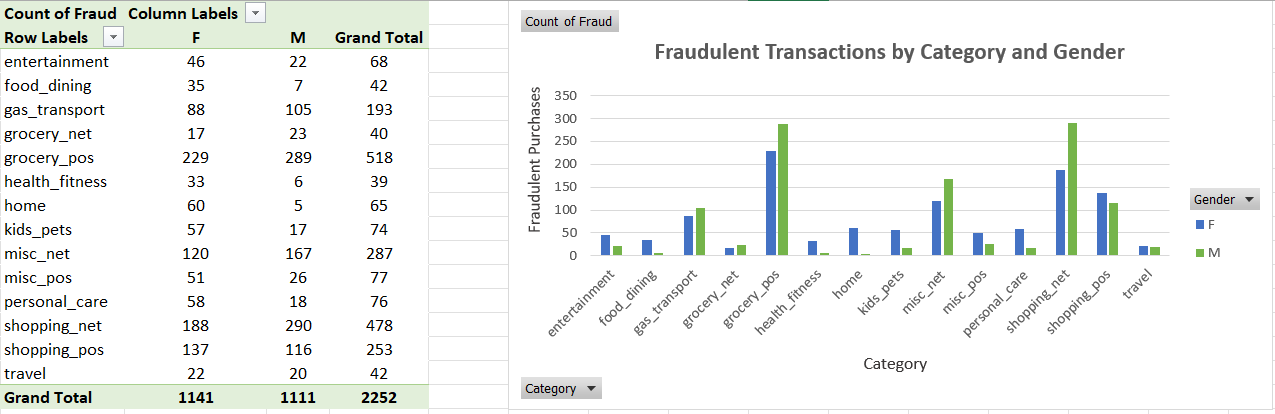 Count of Fraud Column Labels
Row Labels F M Grand Total
entertainment 46 22 68
food_dining 35 7 42
gas_transport 88 105 193
grocery_net 17 23 40
grocery_pos 229 289 518
health_fitness 33 6 39
home 60 5 65
kids_pets 57 17 74
misc_net 120 167 287
misc_pos 51 26 77
personal_care 58 18 76
shopping_net 188 290 478
shopping_pos 137 116 253
travel 22 20 42
Grand Total 1141 1111 2252
Count of Fraud
Fraudulent Transactions by Category and Gender
Fraudulent Purchases
350
300
250
200
150
100
50
0
entertainment
food_dining
gas_transport
grocery_net
grocery_pos
health_fitness
home
kids_pets
misc_net
misc_pos
personal_care
shopping_net
shopping_pos
travel
Category
Gender
F
M
Category